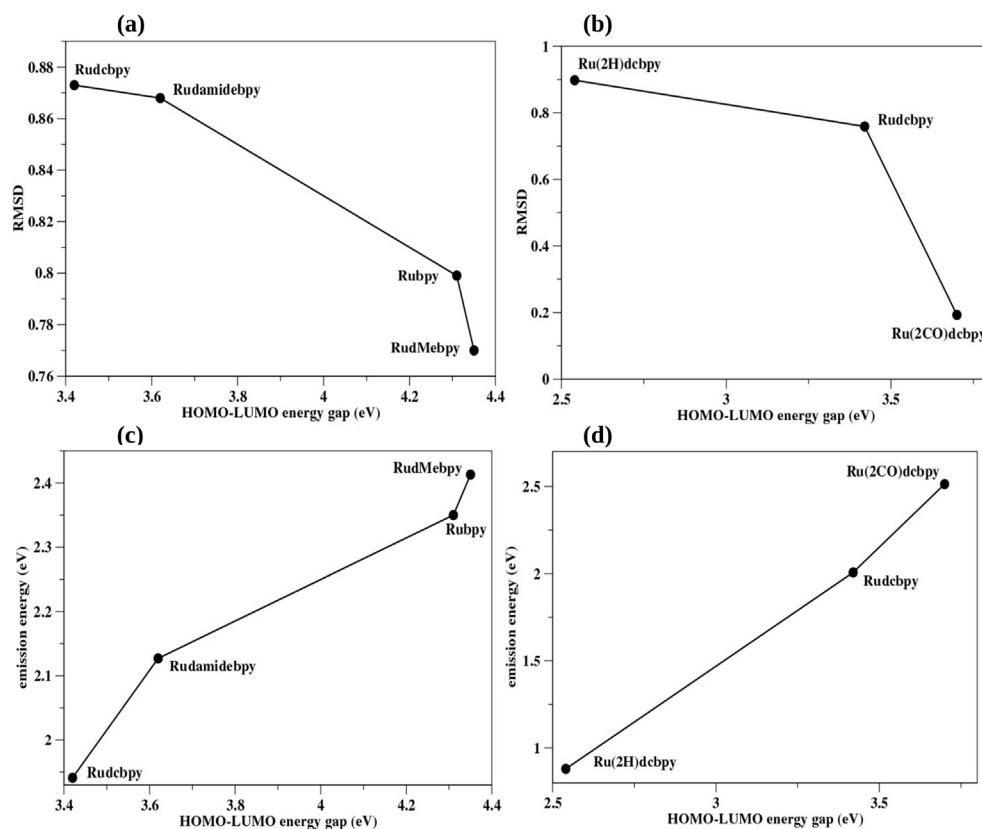 (a)
RMSD
0.88
0.86
0.84
0.82
0.8
0.78
0.76
Rudcbpy
Rudamidebpy
Rubpy
RudMebpy
3.4
3.6
3.8
4
4.2
4.4
HOMO-LUMO energy gap (eV)
(b)
RMSD
1
0.8
0.6
0.4
0.2
0
Ru(2H)dcbpy
Rudcbpy
Ru(2CO)dcbpy
2.5
3
3.5
HOMO-LUMO energy gap (eV)
(c)
emission energy (eV)
2.4
2.3
2.2
2.1
2
RudMebpy
Rubpy
Rudamidebpy
Rudcbpy
3.4
3.6
3.8
4
4.2
4.4
HOMO-LUMO energy gap (eV)
(d)
emission energy (eV)
2.5
2
1.5
1
Ru(2CO)dcbpy
Rudcbpy
Ru(2H)dcbpy
2.5
3
3.5
HOMO-LUMO energy gap (eV)